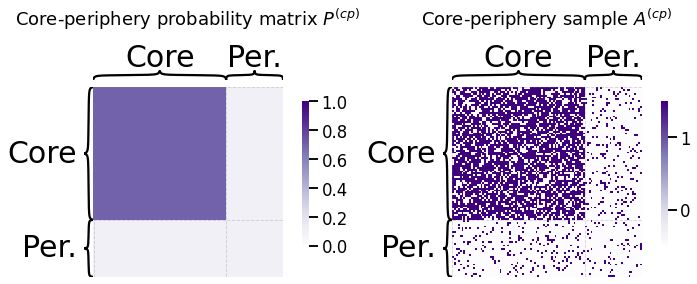 Core-periphery probability matrix P^(cp)
Core Per.
Core
Per.
1.0
0.8
0.6
0.4
0.2
0.0
Core-periphery sample A^(cp)
Core Per.
Core
Per.
1
0